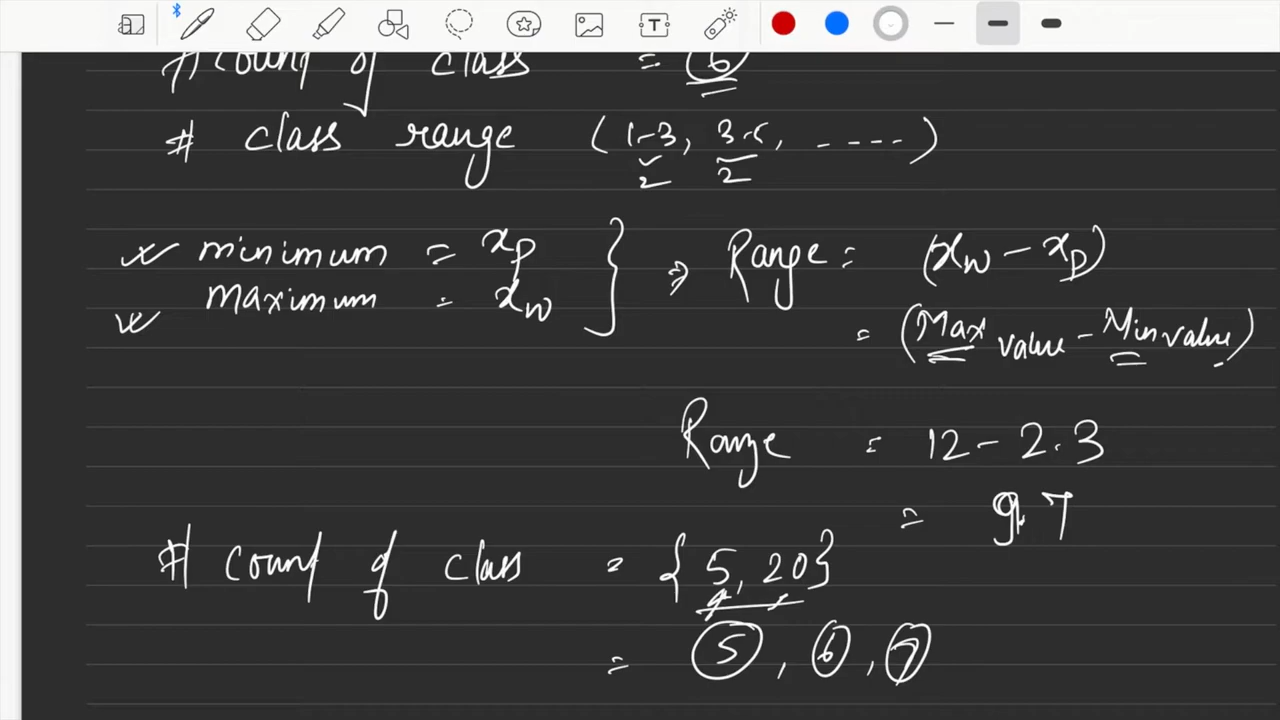 # Count of class = 6
# class range (1-3, 3-5, -----)
2 2
minimum = xp } ⇒ Range = (xw - xp)
maximum = xw
= (Max value - Min value)
Range = 12 - 2.3
= 9.7
# Count of class = {5, 20}
= 5, 6, 7